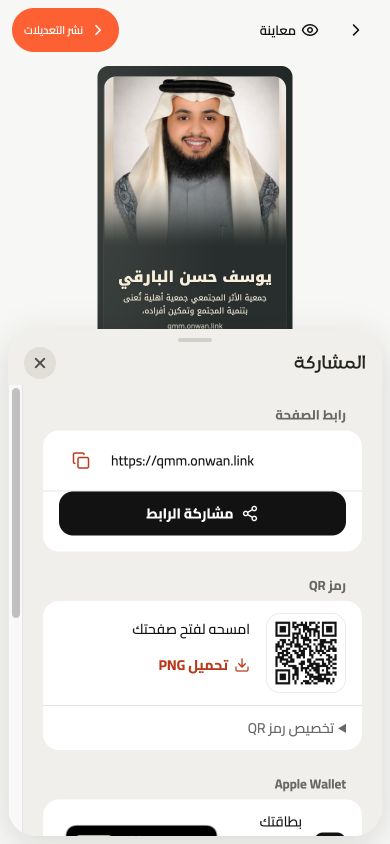 معاينة
نشر التعديلات
يوسف حسن البارقي
جمعية الأثر المجتمعي جمعية أهلية تُعنى
بتنمية المجتمع وتمكين أفراده،
qmm.onwan.link
المشاركة
رابط الصفحة
https://qmm.onwan.link
مشاركة الرابط
رمز QR
امسحه لفتح صفحتك
تحميل PNG
تخصيص رمز QR
Apple Wallet
بطاقتك